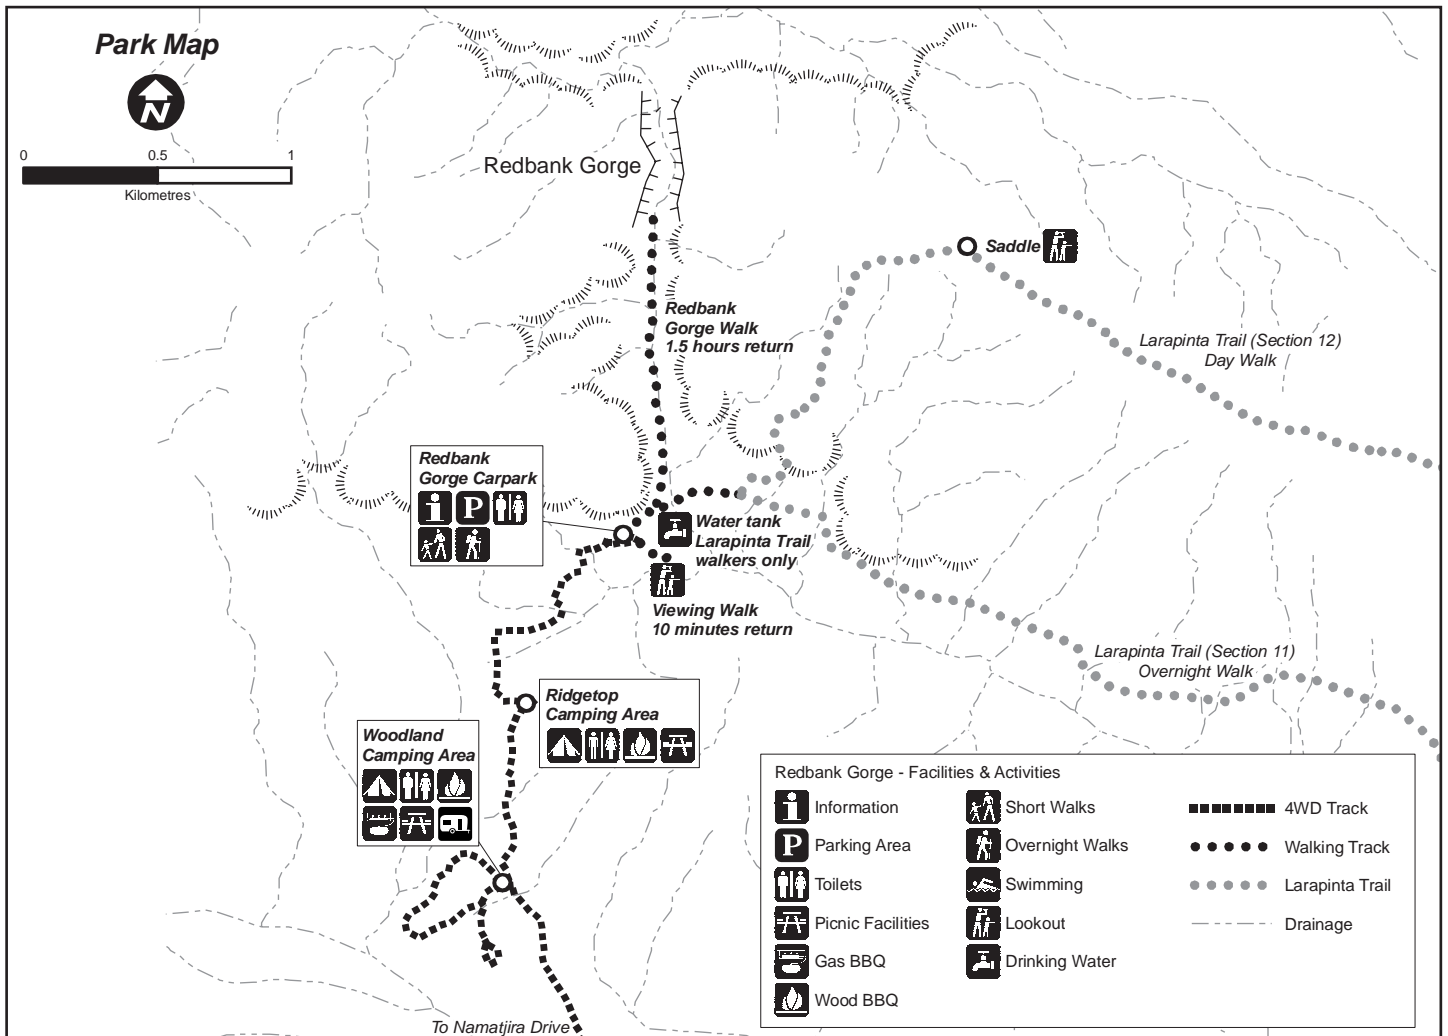 Park Map
N
0 0.5 1
Kilometres
Redbank Gorge
Saddle
Redbank
Gorge Walk
1.5 hours return
Larapinta Trail (Section 12)
Day Walk
Redbank
Gorge Carpark
i P
Water tank
Larapinta Trail
walkers only
Viewing Walk
10 minutes return
Larapinta Trail (Section 11)
Overnight Walk
Ridgetop
Camping Area
Woodland
Camping Area
To Namatjira Drive
Redbank Gorge - Facilities & Activities
i Information
P Parking Area
Toilets
Picnic Facilities
Gas BBQ
Wood BBQ
Short Walks
Overnight Walks
Swimming
Lookout
Drinking Water
4WD Track
Walking Track
Larapinta Trail
Drainage